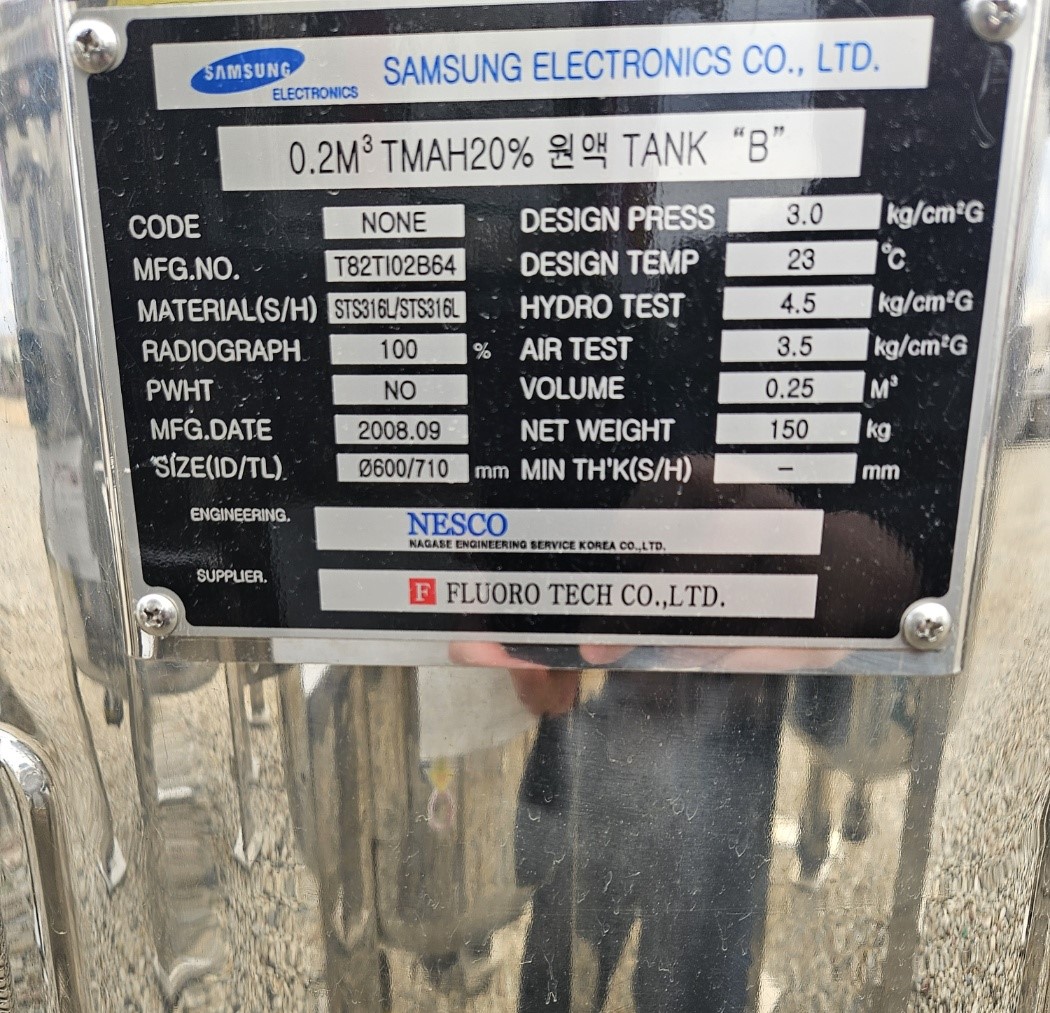 SAMSUNG
ELECTRONICS
SAMSUNG ELECTRONICS CO., LTD.
0.2M³ TMAH20% 원액 TANK “B”
CODE NONE DESIGN PRESS 3.0 kg/cm²G
MFG.NO. T82TI02B64 DESIGN TEMP 23 ℃
MATERIAL(S/H) STS316L/STS316L HYDRO TEST 4.5 kg/cm²G
RADIOGRAPH 100 % AIR TEST 3.5 kg/cm²G
PWHT NO VOLUME 0.25 M³
MFG.DATE 2008.09 NET WEIGHT 150 kg
SIZE(ID/TL) Ø600/710 mm MIN TH'K(S/H) – mm
ENGINEERING. NESCO
NAGASE ENGINEERING SERVICE KOREA CO.,LTD.
SUPPLIER. F FLUORO TECH CO.,LTD.